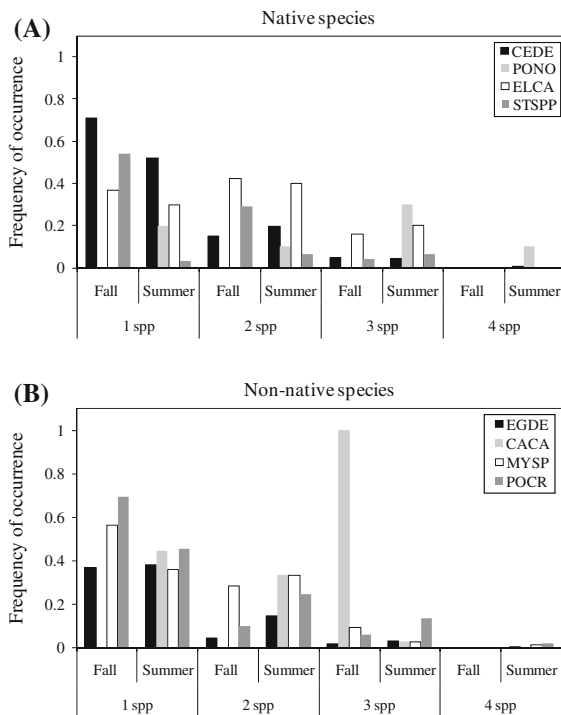 (A)
Native species
CEDE
PONO
ELCA
STSPP
Frequency of occurrence
1
0.8
0.6
0.4
0.2
0
Fall Summer Fall Summer Fall Summer Fall Summer
1 spp 2 spp 3 spp 4 spp
(B)
Non-native species
EGDE
CACA
MYSP
POCR
Frequency of occurrence
1
0.8
0.6
0.4
0.2
0
Fall Summer Fall Summer Fall Summer Fall Summer
1 spp 2 spp 3 spp 4 spp